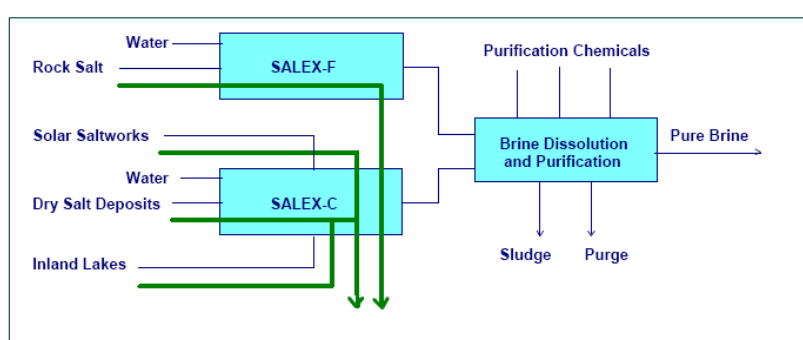 Water
Rock Salt
SALEX-F
Purification Chemicals
Solar Saltworks
Water
Dry Salt Deposits
SALEX-C
Inland Lakes
Brine Dissolution
and Purification
Pure Brine
Sludge
Purge